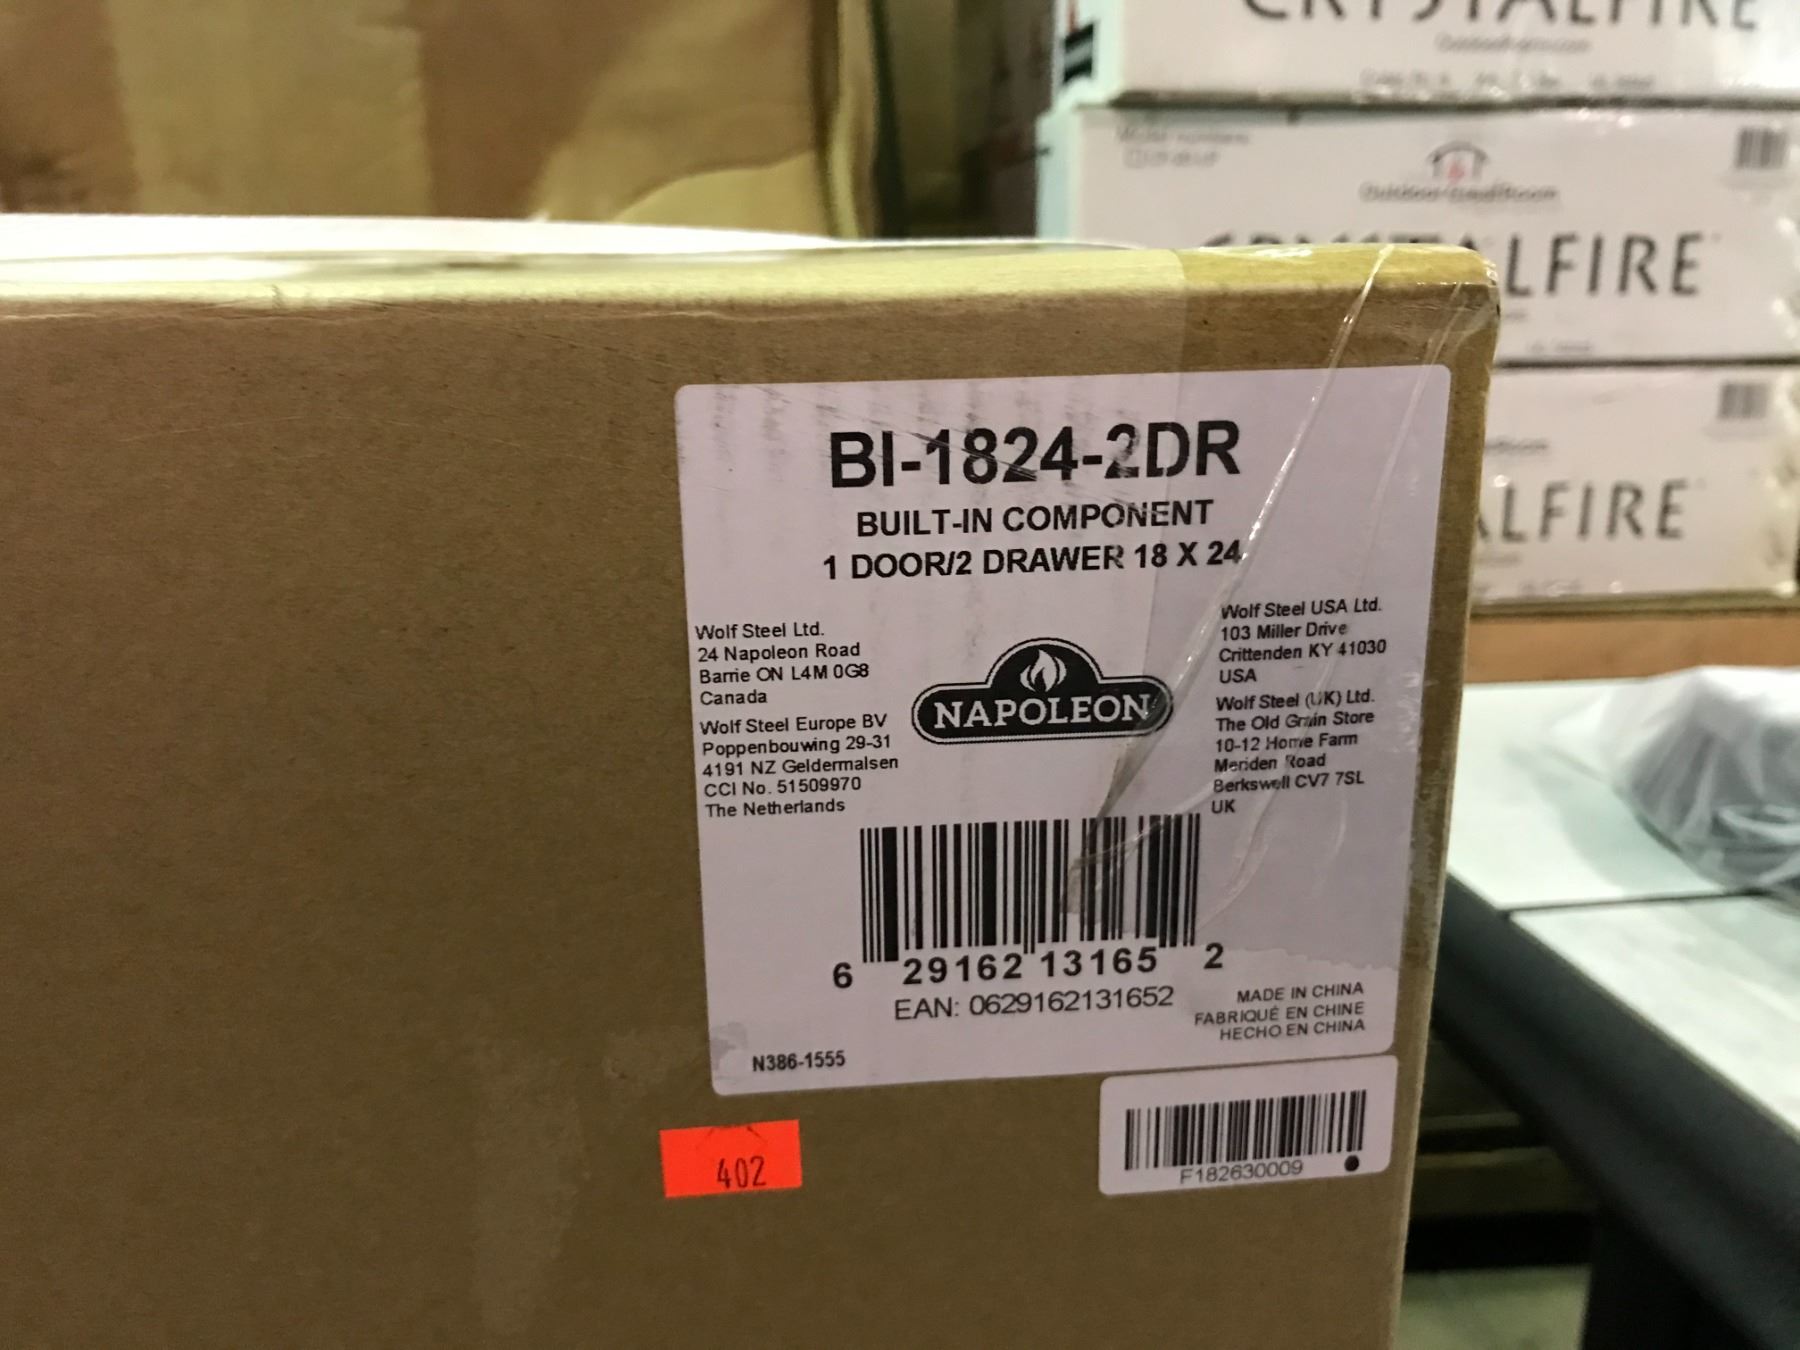 CRYSTALFIRE
Outdoor GreatRoom
LFIRE
ALFIRE
BI-1824-2DR
BUILT-IN COMPONENT
1 DOOR/2 DRAWER 18 X 24
Wolf Steel Ltd.
24 Napoleon Road
Barrie ON L4M 0G8
Canada
Wolf Steel Europe BV
Poppenbouwing 29-31
4191 NZ Geldermalsen
CCI No. 51509970
The Netherlands
NAPOLEON
Wolf Steel USA Ltd.
103 Miller Drive
Crittenden KY 41030
USA
Wolf Steel (UK) Ltd.
The Old Grain Store
10-12 Home Farm
Meriden Road
Berkswell CV7 7SL
UK
6 29162 13165 2
EAN: 0629162131652
MADE IN CHINA
FABRIQUÉ EN CHINE
HECHO EN CHINA
N386-1555
F182630009
402